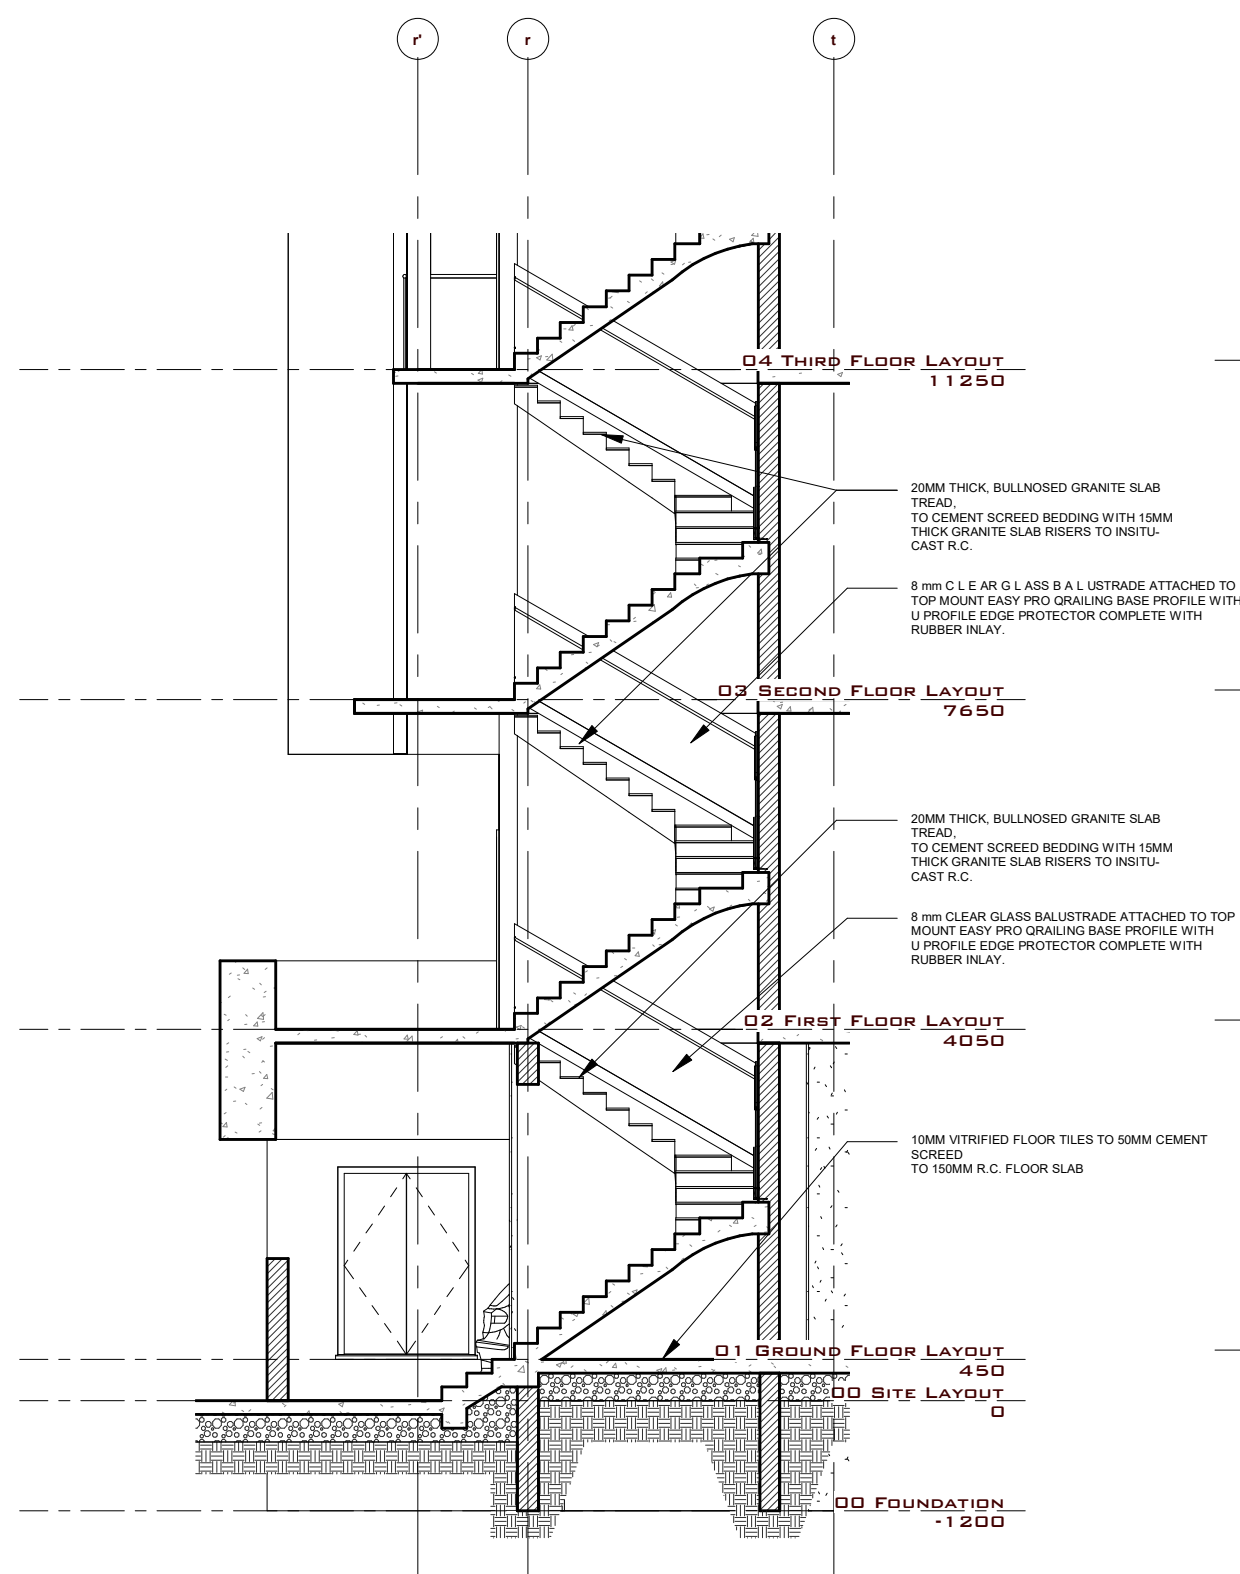 r' r t
04 THIRD FLOOR LAYOUT
11250
20MM THICK, BULLNOSED GRANITE SLAB
TREAD,
TO CEMENT SCREED BEDDING WITH 15MM
THICK GRANITE SLAB RISERS TO INSITU-
CAST R.C.
8 mm C L E AR G L ASS B A L USTRADE ATTACHED TO
TOP MOUNT EASY PRO QRAILING BASE PROFILE WITH
U PROFILE EDGE PROTECTOR COMPLETE WITH
RUBBER INLAY.
03 SECOND FLOOR LAYOUT
7650
20MM THICK, BULLNOSED GRANITE SLAB
TREAD,
TO CEMENT SCREED BEDDING WITH 15MM
THICK GRANITE SLAB RISERS TO INSITU-
CAST R.C.
8 mm CLEAR GLASS BALUSTRADE ATTACHED TO TOP
MOUNT EASY PRO QRAILING BASE PROFILE WITH
U PROFILE EDGE PROTECTOR COMPLETE WITH
RUBBER INLAY.
02 FIRST FLOOR LAYOUT
4050
10MM VITRIFIED FLOOR TILES TO 50MM CEMENT
SCREED
TO 150MM R.C. FLOOR SLAB
01 GROUND FLOOR LAYOUT
450
00 SITE LAYOUT
0
00 FOUNDATION
-1200